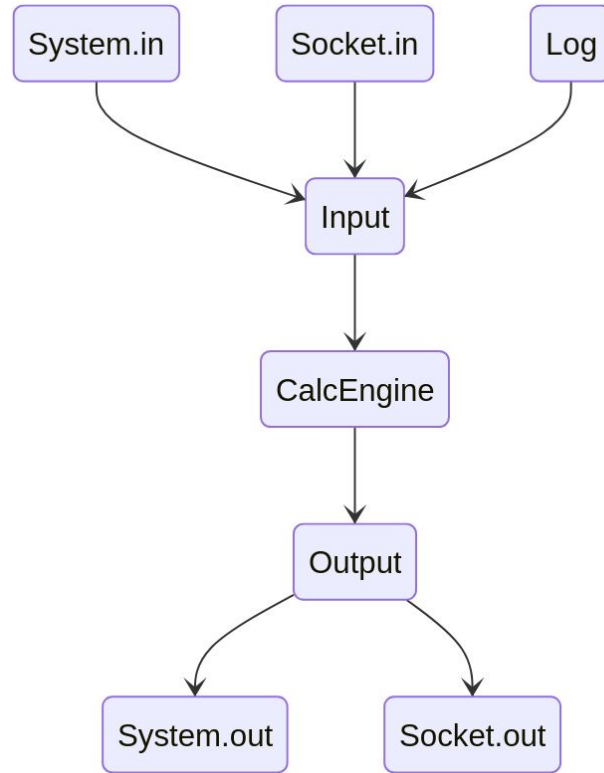 System.in
Socket.in
Log
Input
CalcEngine
Output
System.out
Socket.out